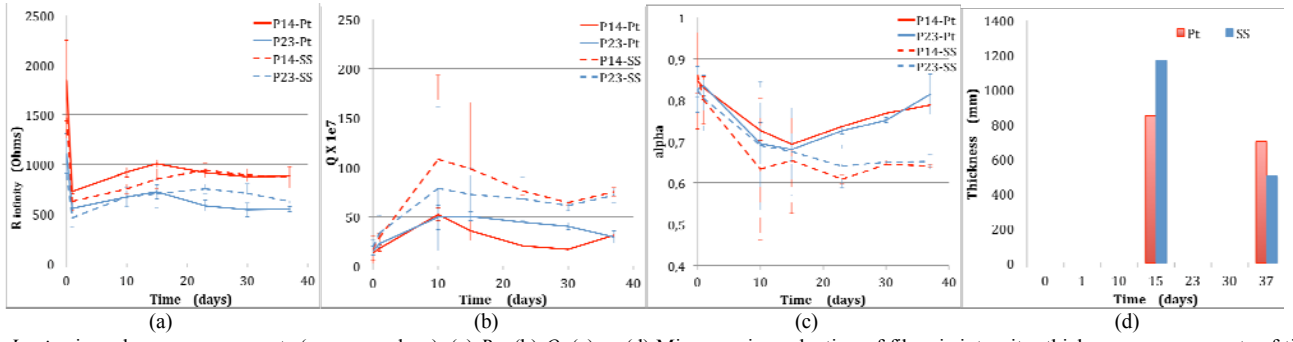 (a)
2500
2000
1500
1000
500
0
R infinity (Ohms)
0 10 20 30 40
Time (days)
P14-Pt
P23-Pt
P14-SS
P23-SS
(b)
250
200
150
100
50
0
Q X 1e7
0 10 20 30 40
Time (days)
P14-Pt
P23-Pt
P14-SS
P23-SS
(c)
1
0,9
0,8
0,7
0,6
0,5
0,4
alpha
0 10 20 30 40
Time (days)
P14-Pt
P23-Pt
P14-SS
P23-SS
(d)
1400
1200
1000
800
600
400
200
0
Thickness (mm)
0 1 10 15 23 30 37
Time (days)
Pt SS
(a) (b) (c) (d)